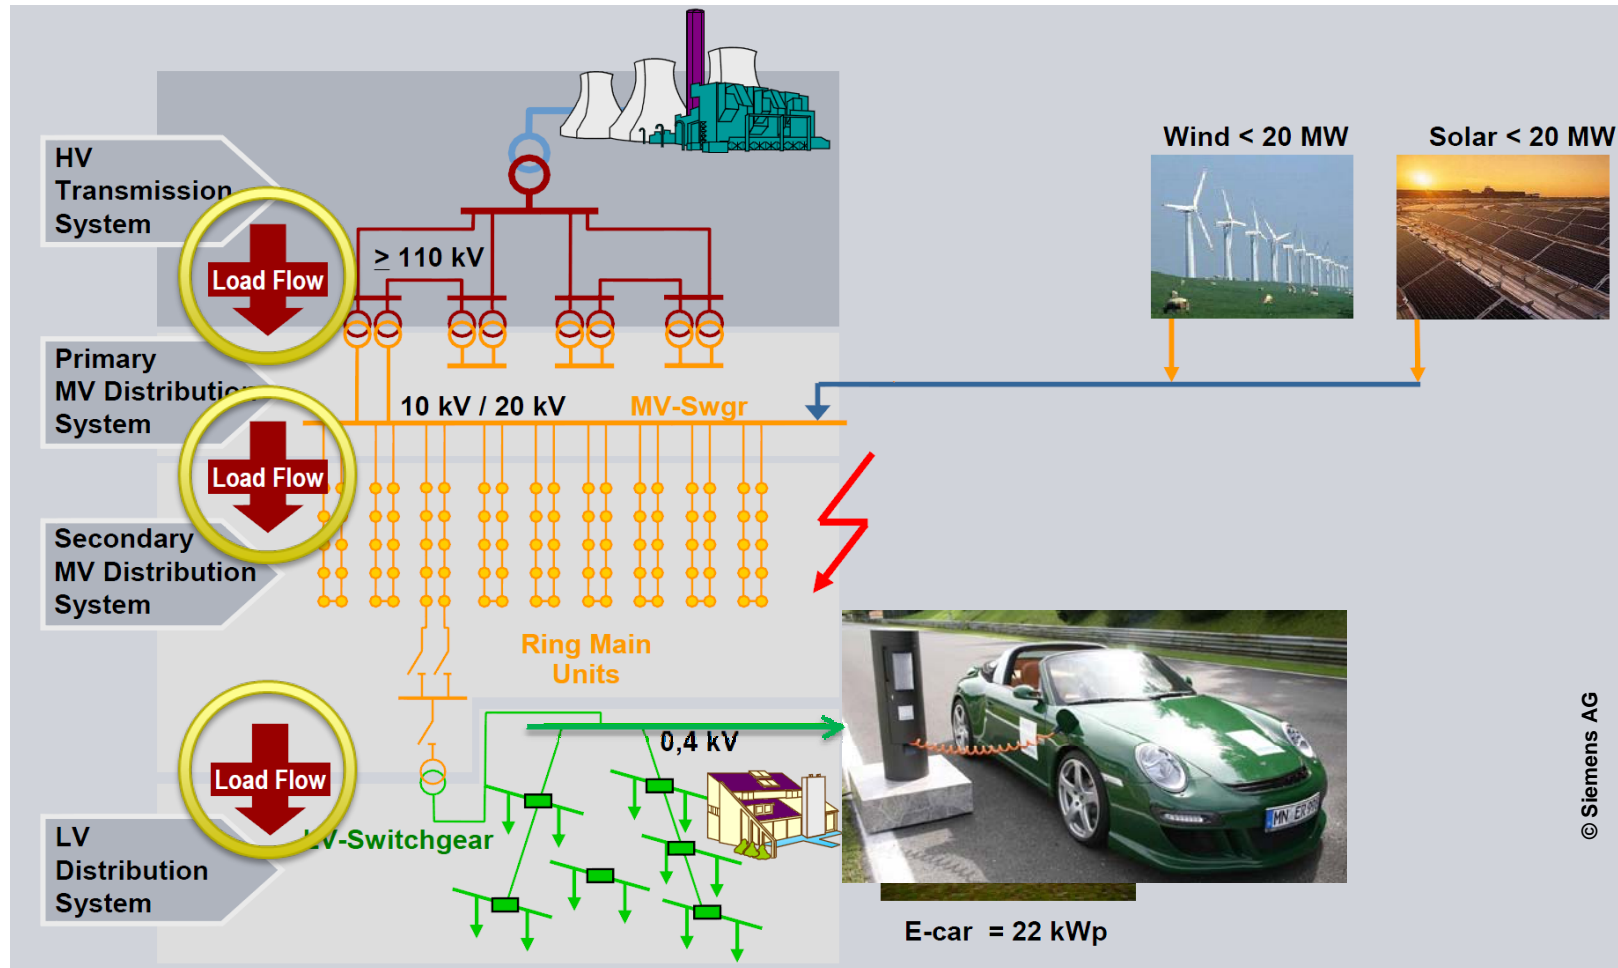 Wind < 20 MW
Solar < 20 MW
HV
Transmission
System
Load Flow
≥ 110 kV
Primary
MV Distribution
System
10 kV / 20 kV
MV-Swgr
Load Flow
Secondary
MV Distribution
System
Ring Main
Units
0,4 kV
Load Flow
LV-Switchgear
LV
Distribution
System
E-car = 22 kWp
© Siemens AG